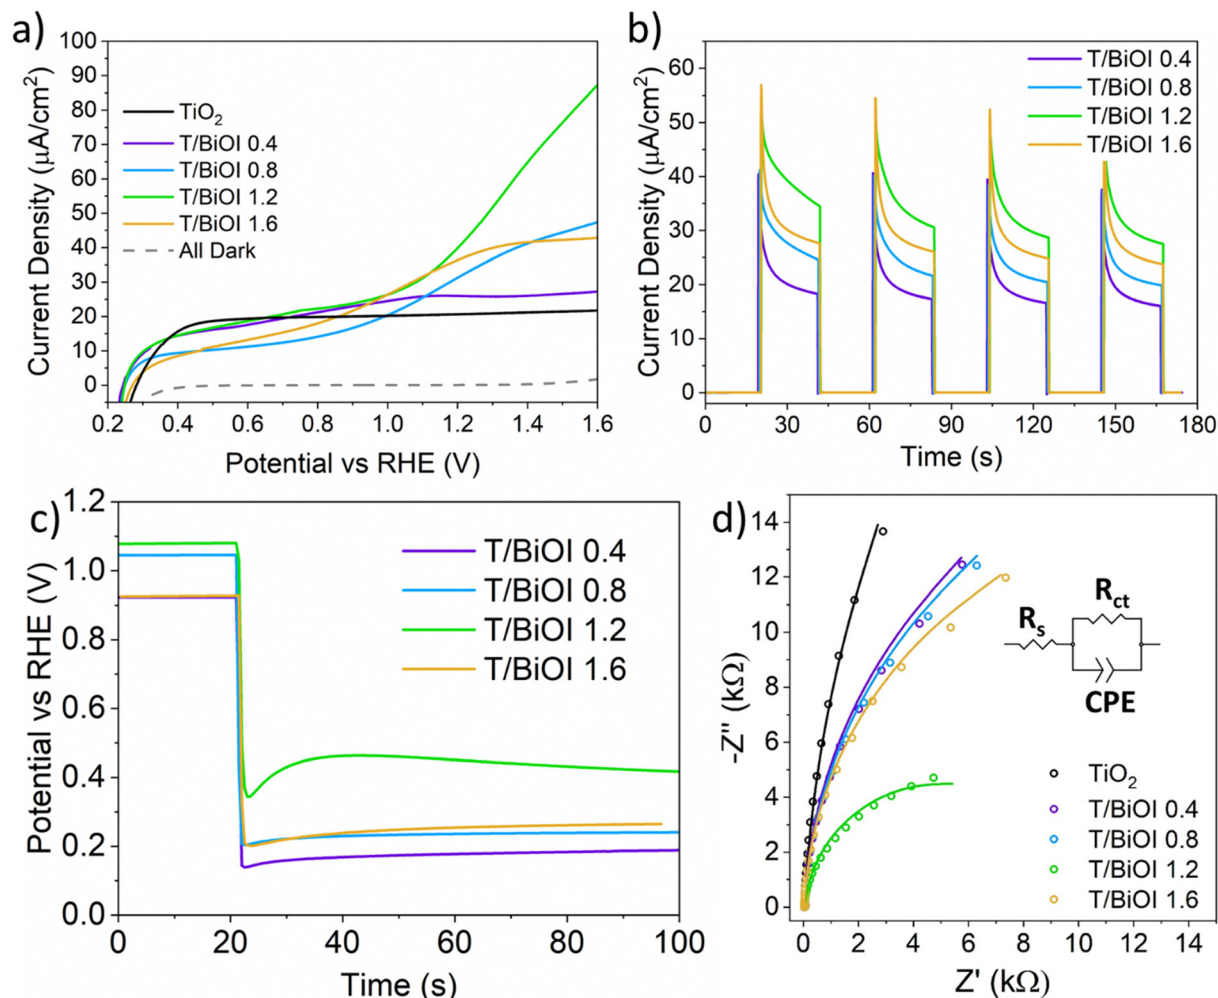 a)
100
90
80
70
60
50
40
30
20
10
0
Current Density (μA/cm²)
TiO₂
T/BiOI 0.4
T/BiOI 0.8
T/BiOI 1.2
T/BiOI 1.6
All Dark
0.2 0.4 0.6 0.8 1.0 1.2 1.4 1.6
Potential vs RHE (V)
b)
60
50
40
30
20
10
0
Current Density (μA/cm²)
T/BiOI 0.4
T/BiOI 0.8
T/BiOI 1.2
T/BiOI 1.6
0 30 60 90 120 150 180
Time (s)
c)
1.2
1.0
0.8
0.6
0.4
0.2
0.0
Potential vs RHE (V)
T/BiOI 0.4
T/BiOI 0.8
T/BiOI 1.2
T/BiOI 1.6
0 20 40 60 80 100
Time (s)
d)
14
12
10
8
6
4
2
0
-Z" (kΩ)
Rct
Rs
CPE
TiO₂
T/BiOI 0.4
T/BiOI 0.8
T/BiOI 1.2
T/BiOI 1.6
0 2 4 6 8 10 12 14
Z' (kΩ)